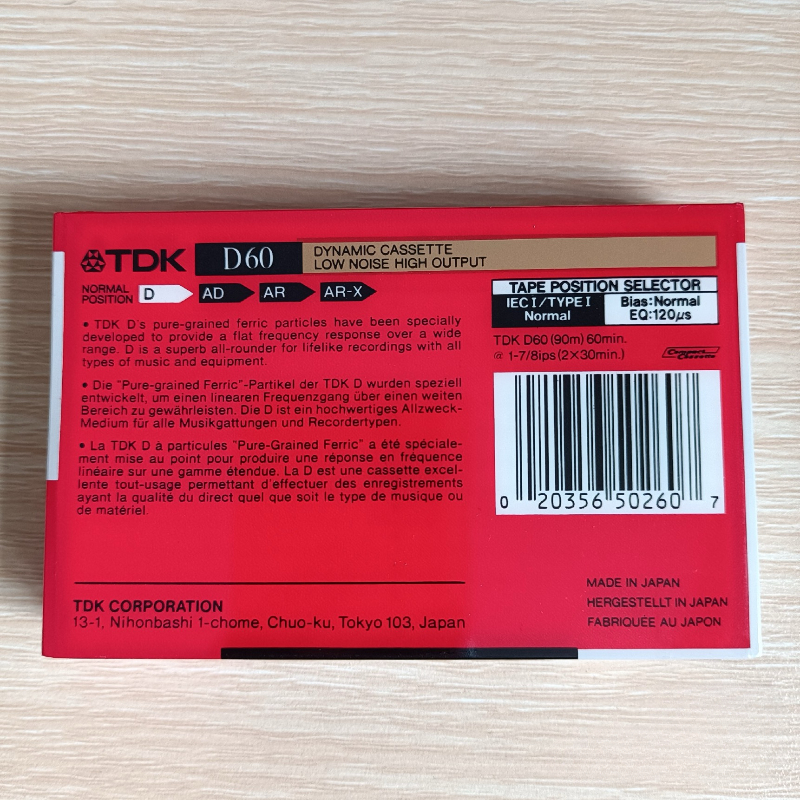 TDK D60 DYNAMIC CASSETTE
LOW NOISE HIGH OUTPUT
NORMAL POSITION D AD AR AR-X
• TDK D's pure-grained ferric particles have been specially
developed to provide a flat frequency response over a wide
range. D is a superb all-rounder for lifelike recordings with all
types of music and equipment.
• Die "Pure-grained Ferric"-Partikel der TDK D wurden speziell
entwickelt, um einen linearen Frequenzgang über einen weiten
Bereich zu gewährleisten. Die D ist ein hochwertiges Allzweck-
Medium für alle Musikgattungen und Recordertypen.
• La TDK D à particules "Pure-Grained Ferric" a été spéciale-
ment mise au point pour produire une réponse en fréquence
linéaire sur une gamme étendue. La D est une cassette excel-
lente tout-usage permettant d'effectuer des enregistrements
ayant la qualité du direct quel que soit le type de musique ou
de matériel.
TDK CORPORATION
13-1, Nihonbashi 1-chome, Chuo-ku, Tokyo 103, Japan
TAPE POSITION SELECTOR
IEC I/TYPE I
Normal
Bias:Normal
EQ:120µs
TDK D60 (90m) 60min.
@ 1-7/8ips (2×30min.)
Compact
Cassette
0 20356 50260 7
MADE IN JAPAN
HERGESTELLT IN JAPAN
FABRIQUÉE AU JAPON